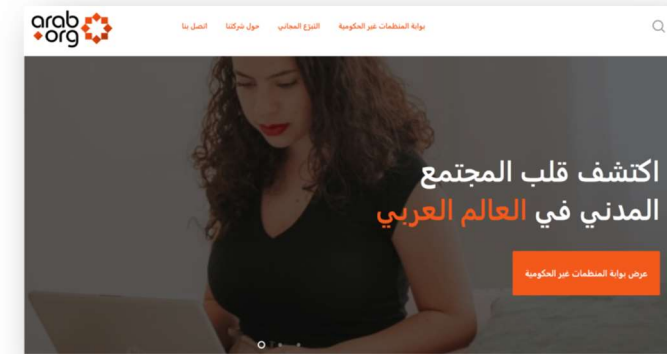 arab
org
بوابة المنظمات غير الحكومية
التبرّع المجاني
حول شركتنا
اتصل بنا
اكتشف قلب المجتمع
المدني في العالم العربي
عرض بوابة المنظمات غير الحكومية